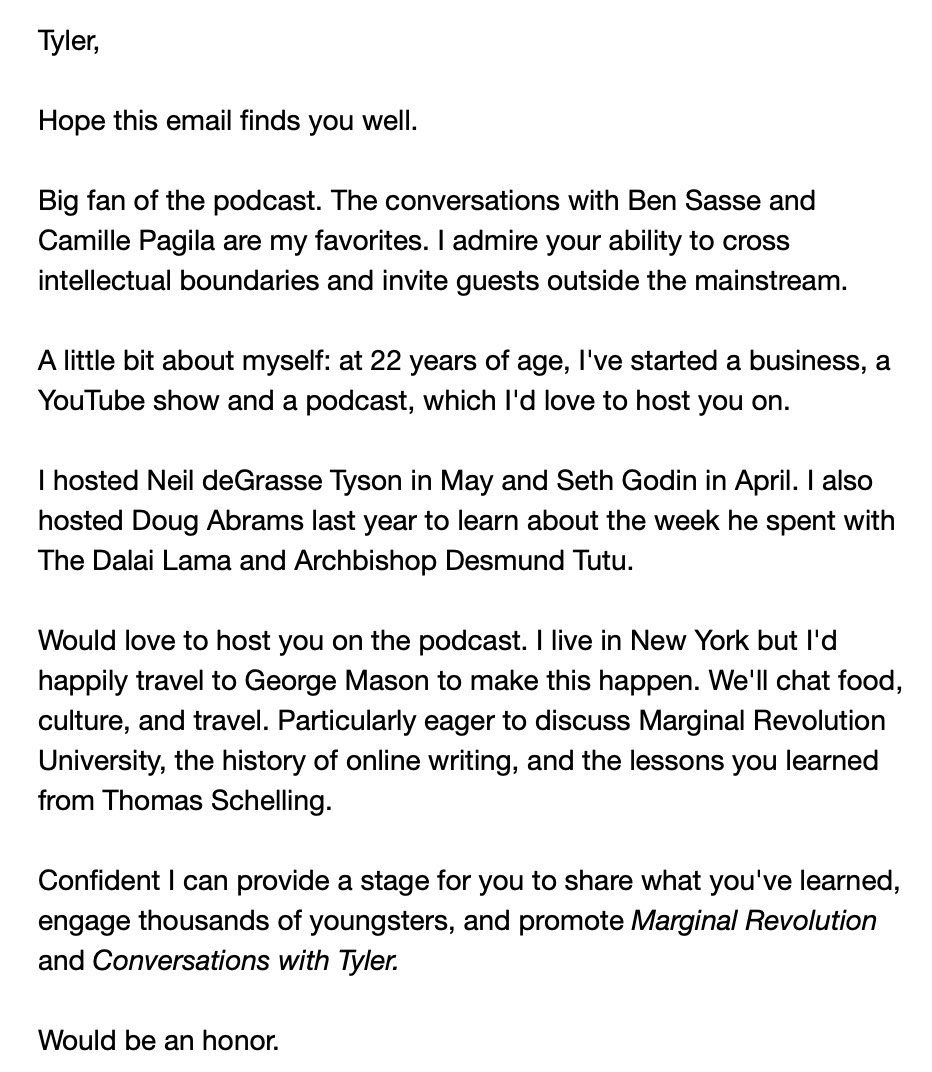 Tyler,
Hope this email finds you well.
Big fan of the podcast. The conversations with Ben Sasse and
Camille Pagila are my favorites. I admire your ability to cross
intellectual boundaries and invite guests outside the mainstream.
A little bit about myself: at 22 years of age, I've started a business, a
YouTube show and a podcast, which I'd love to host you on.
I hosted Neil deGrasse Tyson in May and Seth Godin in April. I also
hosted Doug Abrams last year to learn about the week he spent with
The Dalai Lama and Archbishop Desmund Tutu.
Would love to host you on the podcast. I live in New York but I'd
happily travel to George Mason to make this happen. We'll chat food,
culture, and travel. Particularly eager to discuss Marginal Revolution
University, the history of online writing, and the lessons you learned
from Thomas Schelling.
Confident I can provide a stage for you to share what you've learned,
engage thousands of youngsters, and promote Marginal Revolution
and Conversations with Tyler.
Would be an honor.